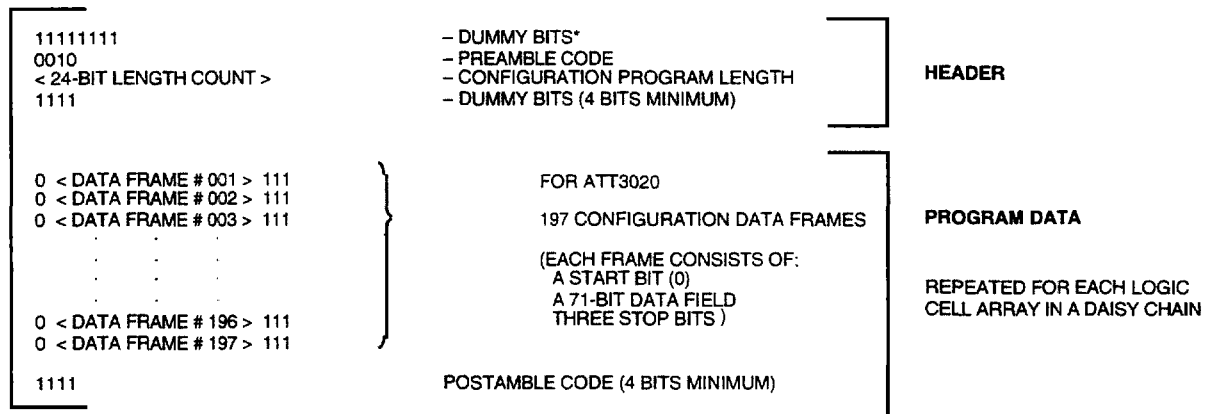 11111111 – DUMMY BITS*
0010 – PREAMBLE CODE
< 24-BIT LENGTH COUNT > – CONFIGURATION PROGRAM LENGTH
1111 – DUMMY BITS (4 BITS MINIMUM)
HEADER
0 < DATA FRAME # 001 > 111 FOR ATT3020
0 < DATA FRAME # 002 > 111
0 < DATA FRAME # 003 > 111 197 CONFIGURATION DATA FRAMES
. . .
. . . (EACH FRAME CONSISTS OF:
. . . A START BIT (0)
. . . A 71-BIT DATA FIELD
0 < DATA FRAME # 196 > 111 THREE STOP BITS )
0 < DATA FRAME # 197 > 111
1111 POSTAMBLE CODE (4 BITS MINIMUM)
PROGRAM DATA
REPEATED FOR EACH LOGIC
CELL ARRAY IN A DAISY CHAIN